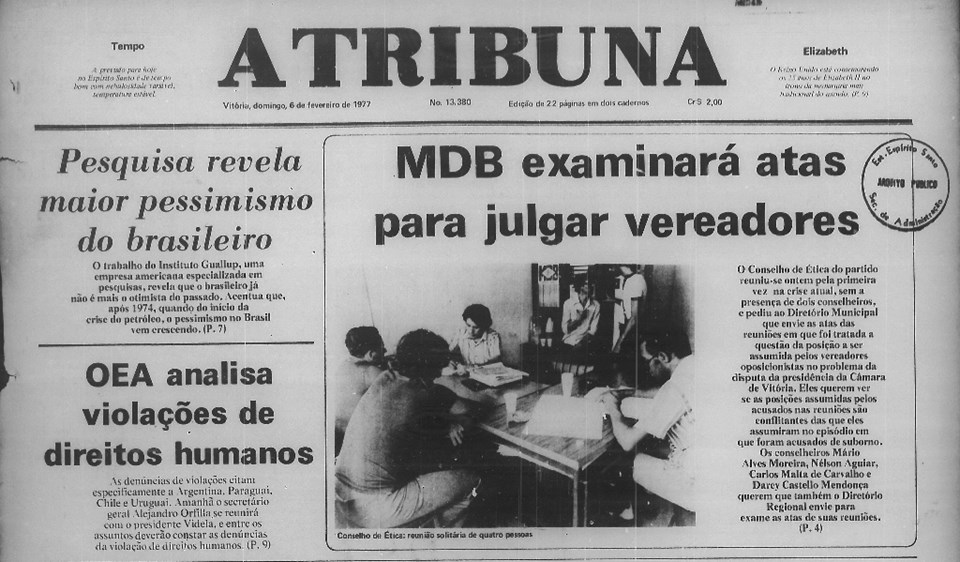 Tempo
A previsão para hoje
no Espírito Santo é de tempo
bom com nebulosidade variável,
temperatura estável.
A TRIBUNA
Elizabeth
O Reino Unido está comemorando
os 25 anos de Elizabeth II no
trono da monarquia mais
tradicional do mundo. (P. 6)
Vitória, domingo, 6 de fevereiro de 1977
No. 13.380
Edição de 22 páginas em dois cadernos
Cr$ 2,00
Pesquisa revela
maior pessimismo
do brasileiro
O trabalho do Instituto Guallup, uma
empresa americana especializada em
pesquisas, revela que o brasileiro já
não é mais o otimista do passado. Acentua que,
após 1974, quando do início da
crise do petróleo, o pessimismo no Brasil
vem crescendo. (P. 7)
OEA analisa
violações de
direitos humanos
As denúncias de violações citam
especificamente a Argentina, Paraguai,
Chile e Uruguai. Amanhã o secretário
geral Alejandro Orfilla se reunirá
com o presidente Videla, e entre os
assuntos deverão constar as denúncias
da violação de direitos humanos. (P. 9)
MDB examinará atas
para julgar vereadores
Est. Espírito Santo
ARQUIVO PÚBLICO
Sec. de Administração
O Conselho de Ética do partido
reuniu-se ontem pela primeira
vez na crise atual, sem a
presença de dois conselheiros,
e pediu ao Diretório Municipal
que envie as atas das
reuniões em que foi tratada a
questão da posição a ser
assumida pelos vereadores
oposicionistas no problema da
disputa da presidência da Câmara
de Vitória. Eles querem ver
se as posições assumidas pelos
acusados nas reuniões são
conflitantes das que eles
assumiram no episódio em
que foram acusados de suborno.
Os conselheiros Mário
Alves Moreira, Nélson Aguiar,
Carlos Malta de Carvalho e
Darcy Castello Mendonça
querem que também o Diretório
Regional envie para
exame as atas de suas reuniões.
(P. 4)
Conselho de Ética: reunião solitária de quatro pessoas